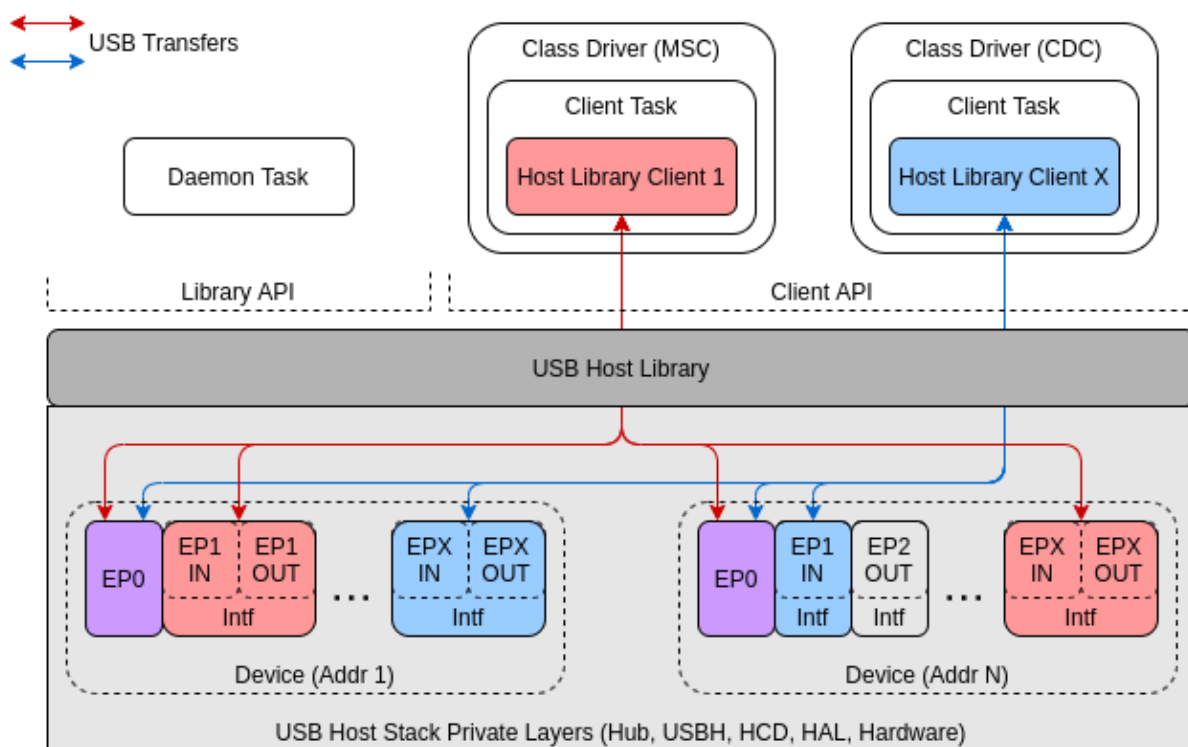 USB Transfers
Class Driver (MSC)
Class Driver (CDC)
Client Task
Client Task
Daemon Task
Host Library Client 1
Host Library Client X
Library API
Client API
USB Host Library
EP0
EP1
IN
EP1
OUT
Intf
...
EPX
IN
EPX
OUT
Intf
Device (Addr 1)
EP0
EP1
IN
Intf
EP2
OUT
Intf
...
EPX
IN
EPX
OUT
Intf
Device (Addr N)
USB Host Stack Private Layers (Hub, USBH, HCD, HAL, Hardware)